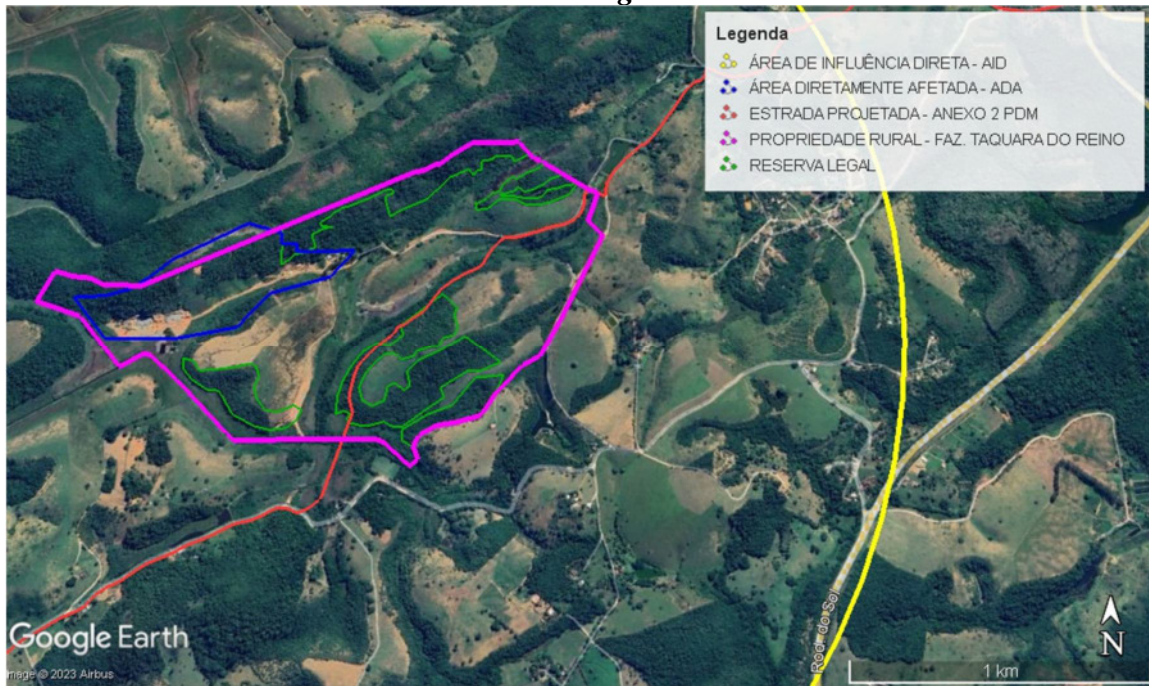 Legenda
ÁREA DE INFLUÊNCIA DIRETA - AID
ÁREA DIRETAMENTE AFETADA - ADA
ESTRADA PROJETADA - ANEXO 2 PDM
PROPRIEDADE RURAL - FAZ. TAQUARA DO REINO
RESERVA LEGAL
Rod. do Sol
Google Earth
N
1 km
mage © 2023 Airbus